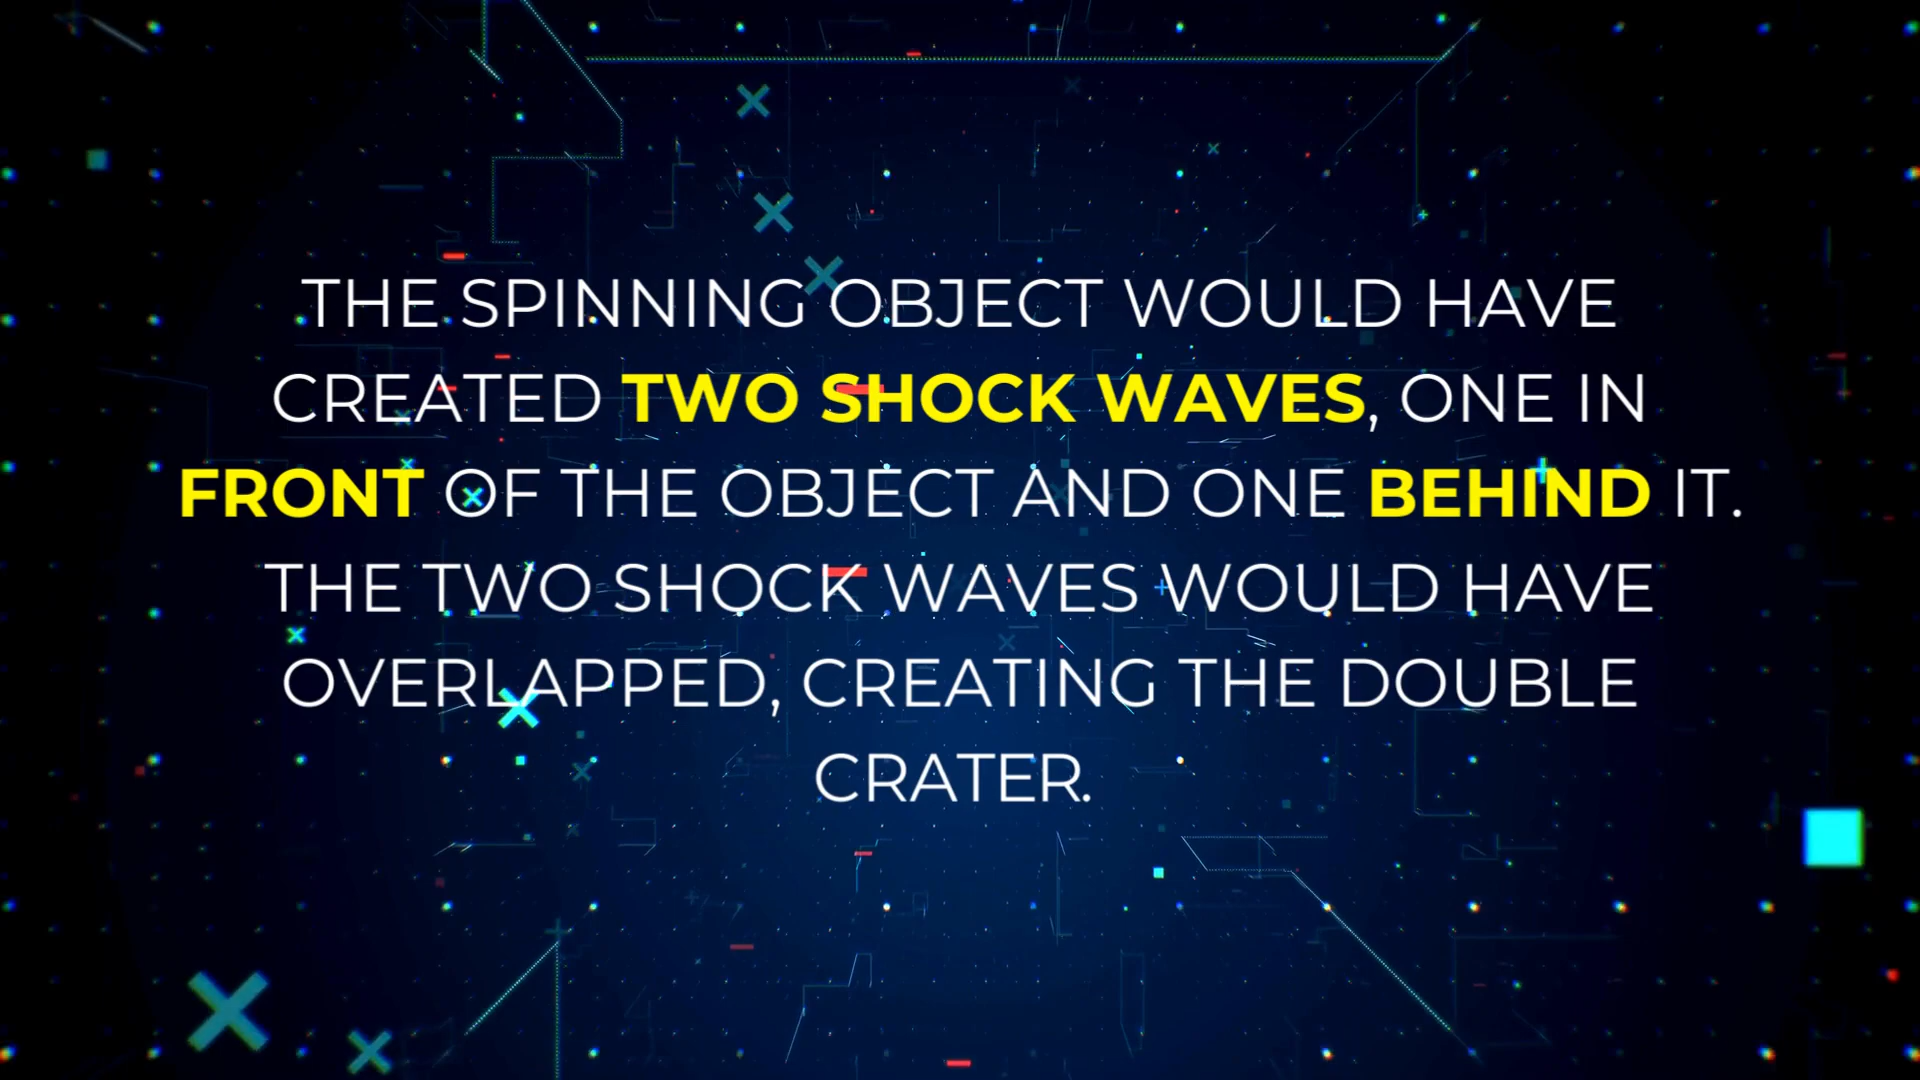 THE SPINNING OBJECT WOULD HAVE
CREATED TWO SHOCK WAVES, ONE IN
FRONT OF THE OBJECT AND ONE BEHIND IT.
THE TWO SHOCK WAVES WOULD HAVE
OVERLAPPED, CREATING THE DOUBLE
CRATER.